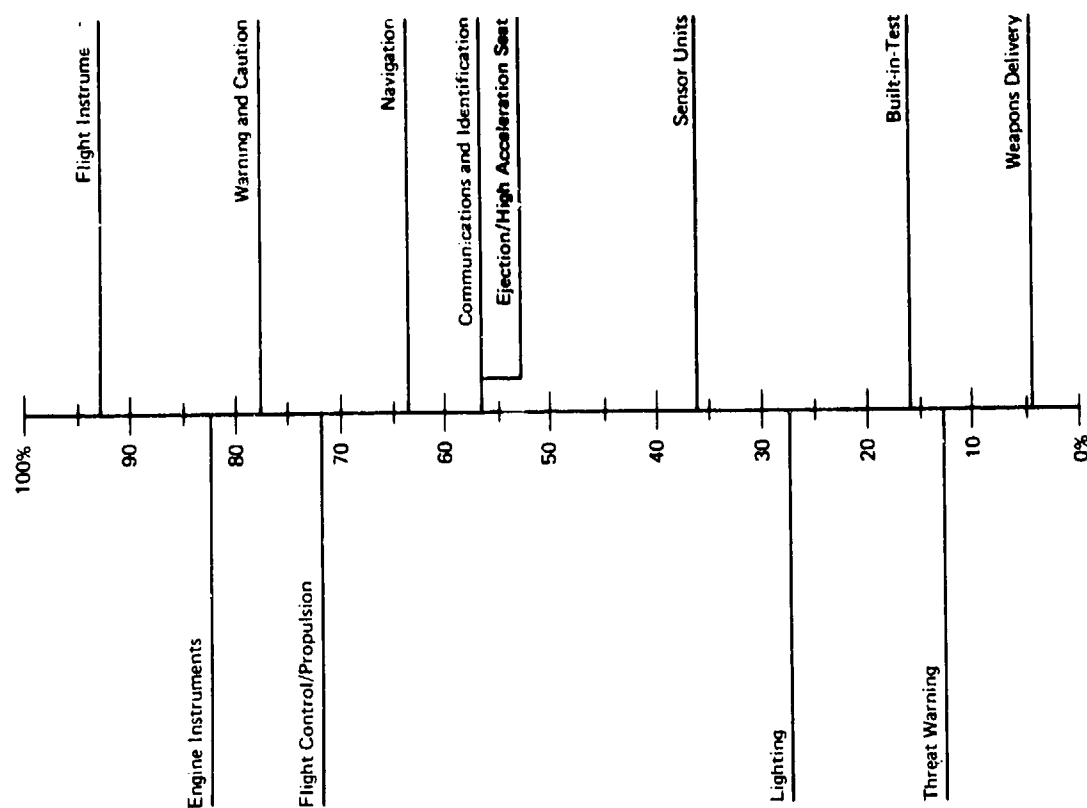 Flight Instrume
Warning and Caution
Navigation
Communications and Identification
Ejection/High Acceleration Seat
Sensor Units
Built-in-Test
Weapons Delivery
100%
90
80
70
60
50
40
30
20
10
0%
Engine Instruments
Flight Control/Propulsion
Lighting
Threat Warning